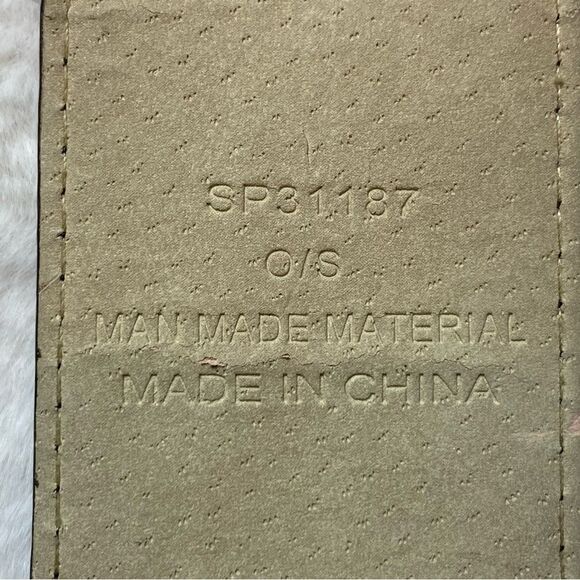 SP31187
O/S
MAN MADE MATERIAL
MADE IN CHINA